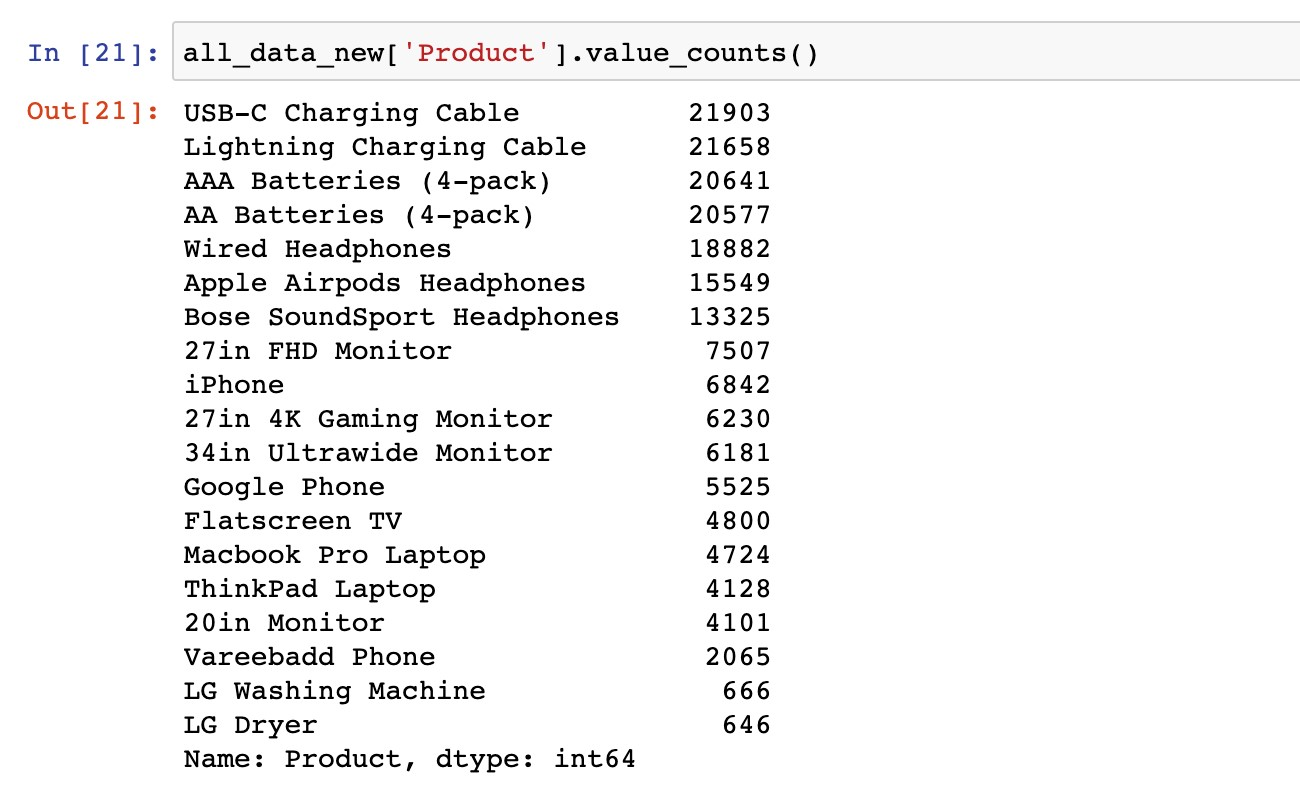 In [21]: all_data_new['Product'].value_counts()
Out[21]: USB-C Charging Cable 21903
Lightning Charging Cable 21658
AAA Batteries (4-pack) 20641
AA Batteries (4-pack) 20577
Wired Headphones 18882
Apple Airpods Headphones 15549
Bose SoundSport Headphones 13325
27in FHD Monitor 7507
iPhone 6842
27in 4K Gaming Monitor 6230
34in Ultrawide Monitor 6181
Google Phone 5525
Flatscreen TV 4800
Macbook Pro Laptop 4724
ThinkPad Laptop 4128
20in Monitor 4101
Vareebadd Phone 2065
LG Washing Machine 666
LG Dryer 646
Name: Product, dtype: int64